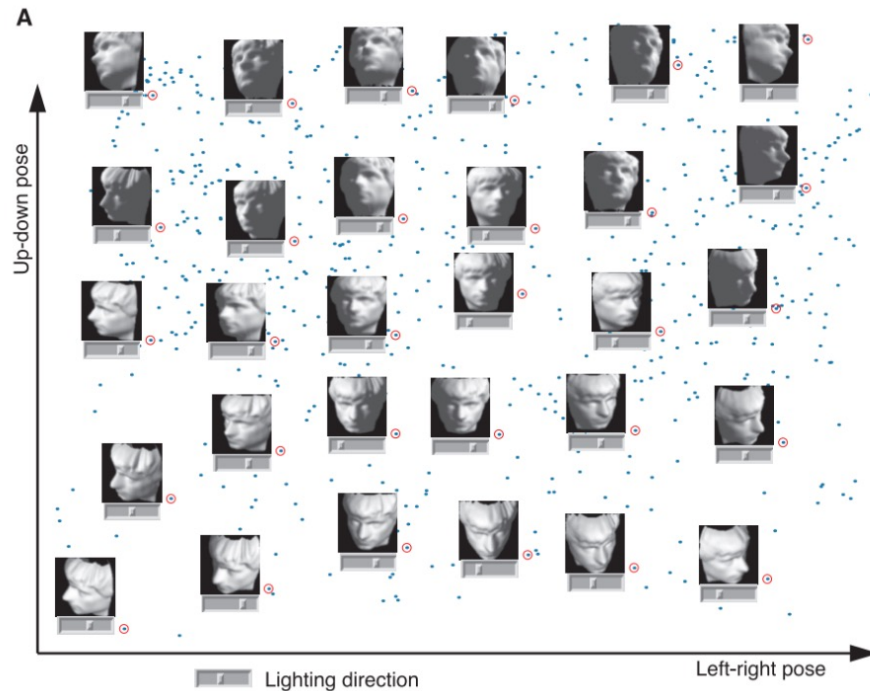 A
Up-down pose
Lighting direction
Left-right pose